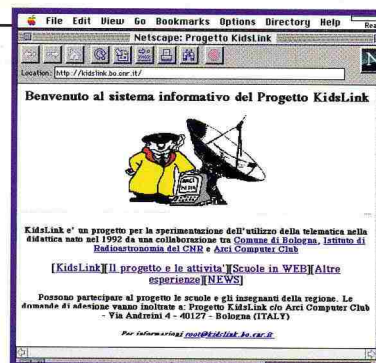 File Edit View Go Bookmarks Options Directory Help
Netscape: Progetto KidsLink
Location: http://kidslink.bo.cnr.it/
Benvenuto al sistema informativo del Progetto KidsLink
KidsLink e' un progetto per la sperimentazione dell'utilizzo della telematica nella
didattica nato nel 1992 da una collaborazione tra Comune di Bologna, Istituto di
Radioastronomia del CNR e Arci Computer Club
[KidsLink][Il progetto e le attivita'][Scuole in WEB][Altre
esperienze][NEWS]
Possono partecipare al progetto le scuole e gli insegnanti della regione. Le
domande di adesione vanno inoltrate a: Progetto KidsLink c/o Arci Computer Club
- Via Andreini 4 - 40127 - Bologna (ITALY)
Per informazioni root@kidslink.bo.cnr.it